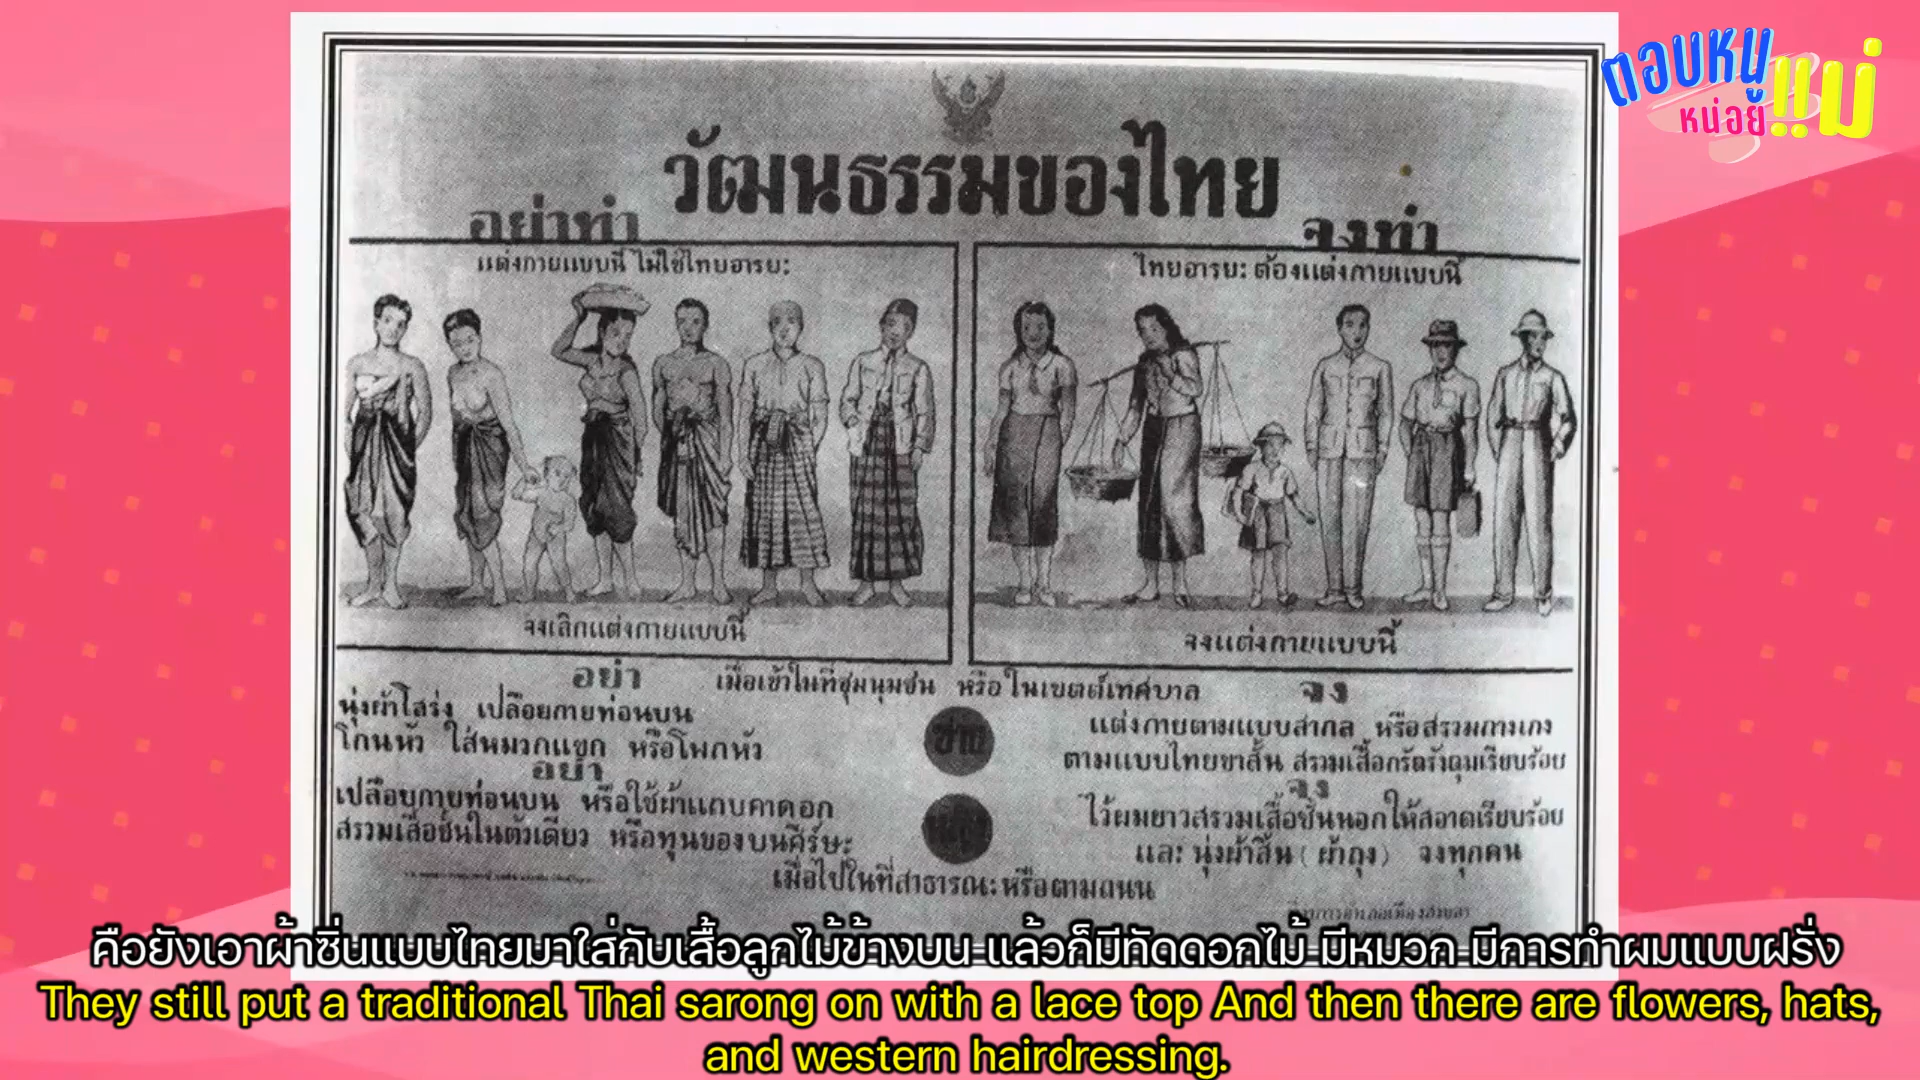 ตอบหนู
หน่อย!!แม่
วัฒนธรรมของไทย
อย่าทำ
จงทำ
แต่งกายแบบนี้ ไม่ใช่ไทยอารยะ
ไทยอารยะ ต้องแต่งกายแบบนี้
จงเลิกแต่งกายแบบนี้
จงแต่งกายแบบนี้
อย่า เมื่อเข้าในที่ชุมนุมชน หรือในเขตต์เทศบาล จง
นุ่งผ้าโสร่ง เปลือยกายท่อนบน
โกนหัว ใส่หมวกแขก หรือโพกหัว
ชาย
แต่งกายตามแบบสากล หรือสรวมกางเกง
ตามแบบไทยขาสั้น สรวมเสื้อกรัดรังดุมเรียบร้อย
อย่า
จง
เปลือยกายท่อนบน หรือใช้ผ้าแถบคาดอก
สรวมเสื้อชั้นในตัวเดียว หรือทูนของบนศีร์ษะ
ไว้ผมยาวสรวมเสื้อชั้นนอกให้สอาดเรียบร้อย
และ นุ่งผ้าสิ้น (ผ้าถุง) จงทุกคน
เมื่อไปในที่สาธารณะหรือตามถนน
คือยังเอาผ้าซิ่นแบบไทยมาใส่กับเสื้อลูกไม้ข้างบน แล้วก็มีทัดดอกไม้ มีหมวก มีการทำผมแบบฝรั่ง
They still put a traditional Thai sarong on with a lace top And then there are flowers, hats,
and western hairdressing.